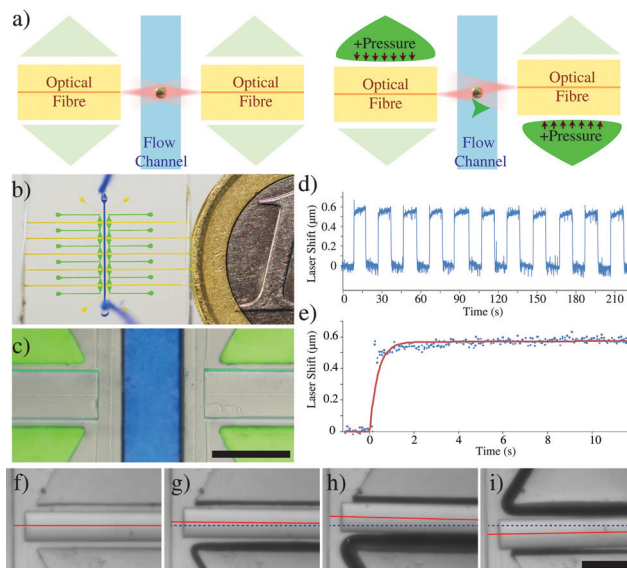 a)
+Pressure
Optical
Fibre
Optical
Fibre
Flow
Channel
Optical
Fibre
Flow
Channel
Optical
Fibre
+Pressure
b)
c)
d)
Laser Shift (μm)
0.6
0.4
0.2
0
0 30 60 90 120 150 180 210
Time (s)
e)
Laser Shift (μm)
0.6
0.4
0.2
0
0 2 4 6 8 10
Time (s)
f)
g)
h)
i)